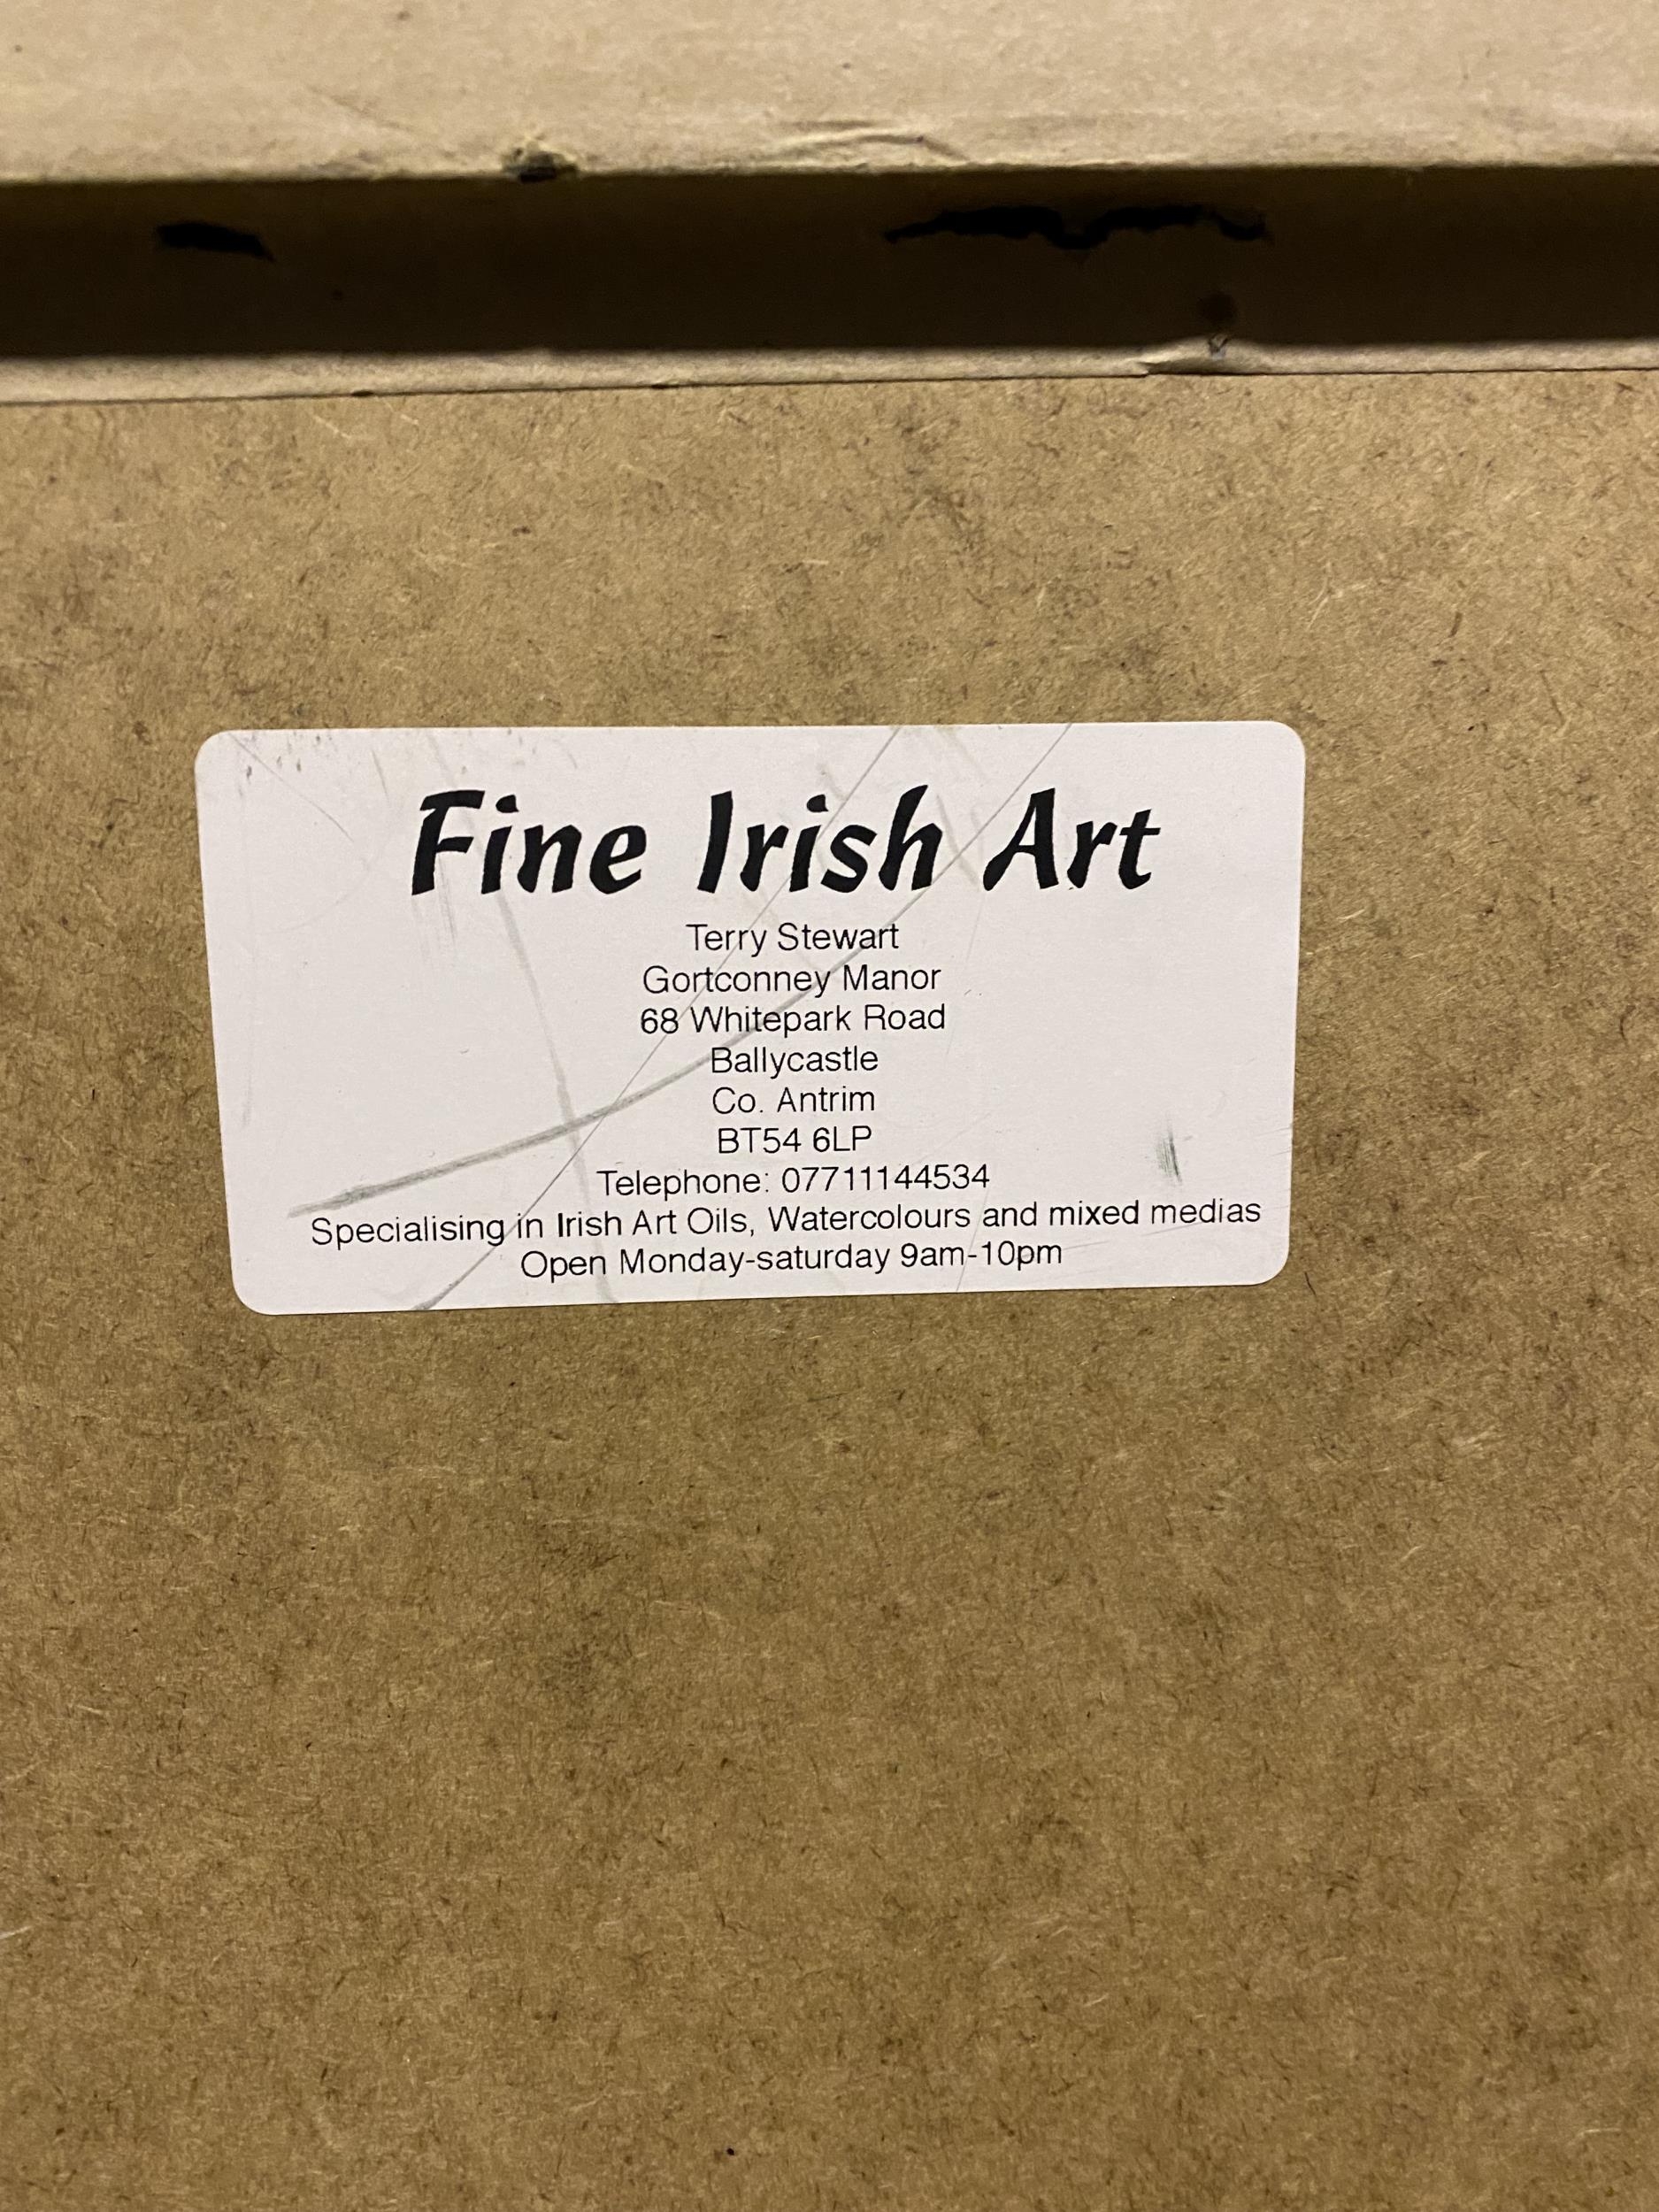 Fine Irish Art
Terry Stewart
Gortconney Manor
68 Whitepark Road
Ballycastle
Co. Antrim
BT54 6LP
Telephone: 07711144534
Specialising in Irish Art Oils, Watercolours and mixed medias
Open Monday-saturday 9am-10pm